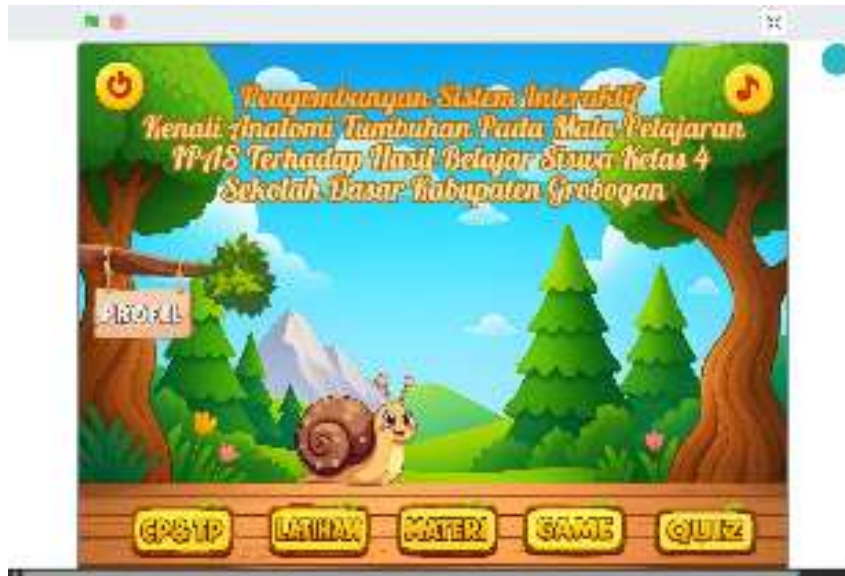 Pengembangan Sistem Interaktif
Kenali Anatomi Tumbuhan Pada Mata Pelajaran
IPAS Terhadap Hasil Belajar Siswa Kelas 4
Sekolah Dasar Kabupaten Grobogan
PROFIL
CP&TP
LATIHAN
MATERI
GAME
QUIZ